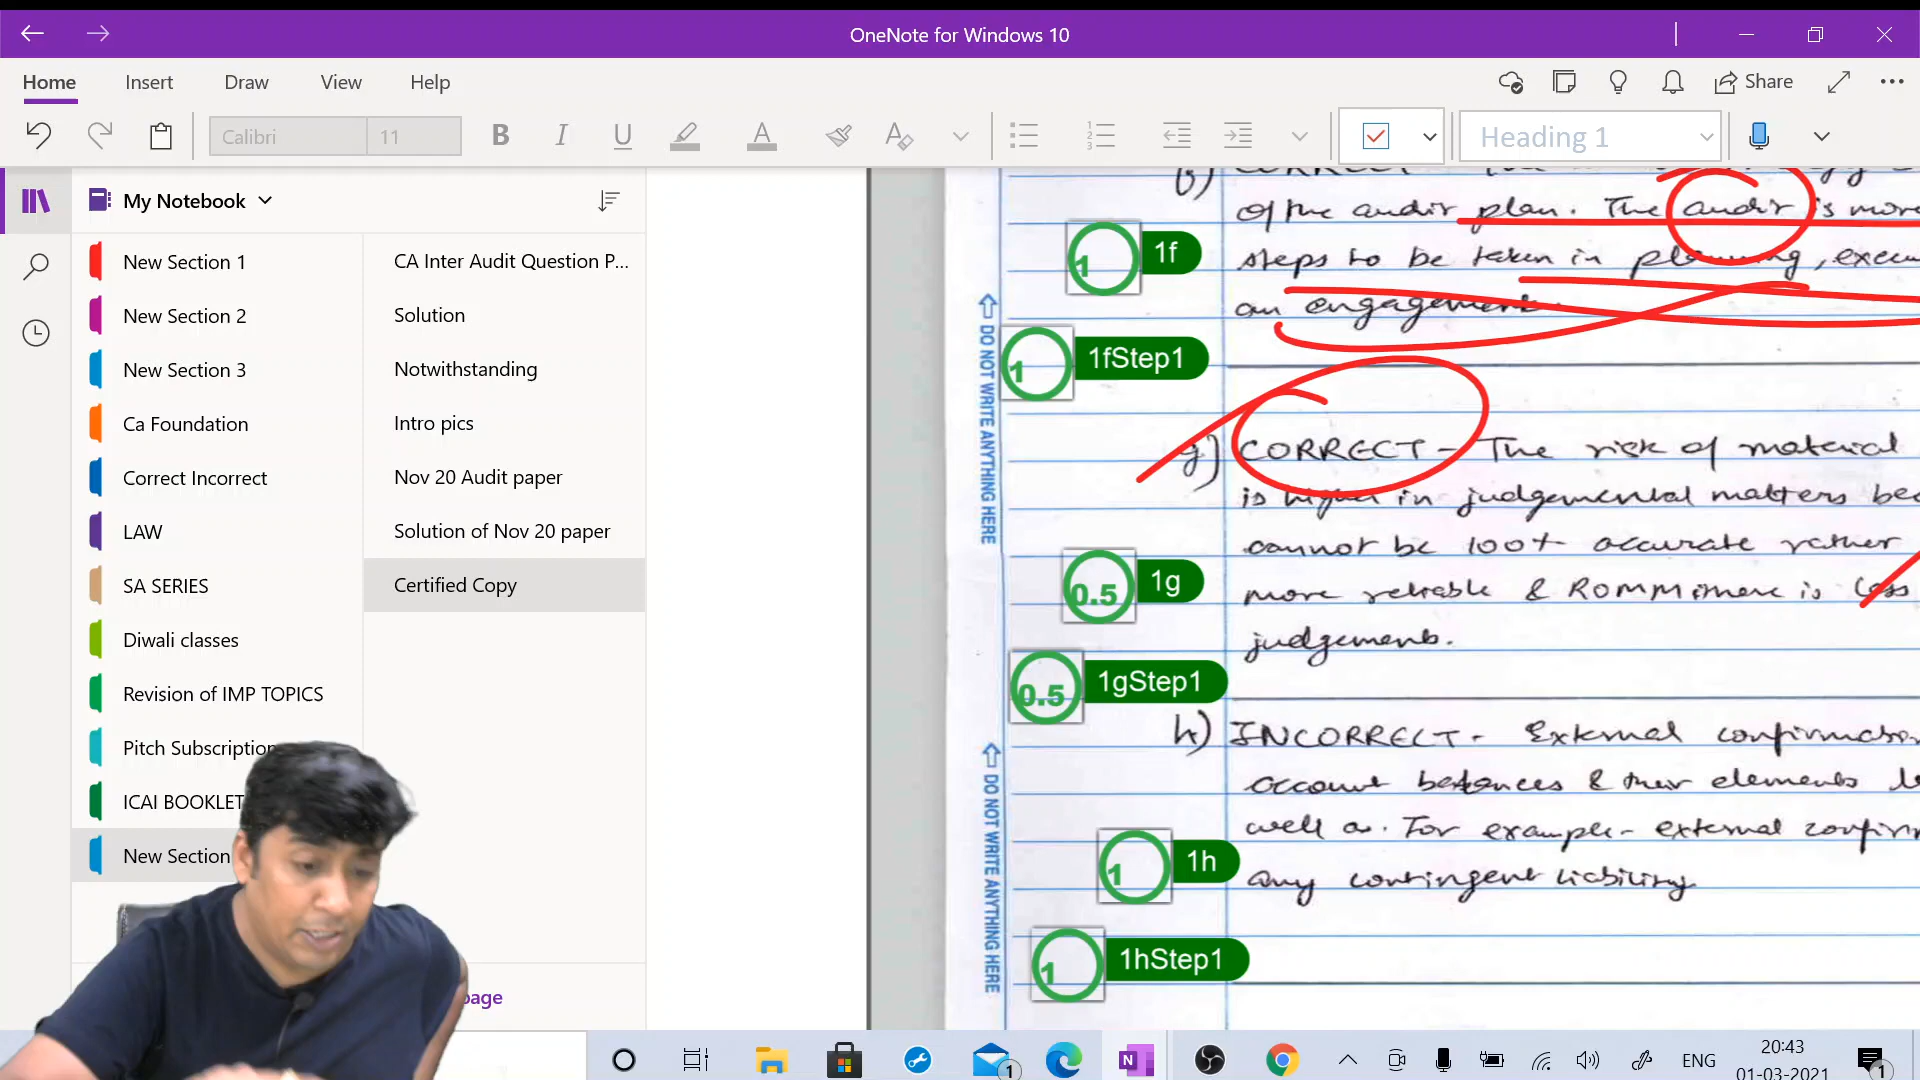 OneNote for Windows 10
Home Insert Draw View Help Share
Calibri 11 B I U A Heading 1
My Notebook
New Section 1
New Section 2
New Section 3
Ca Foundation
Correct Incorrect
LAW
SA SERIES
Diwali classes
Revision of IMP TOPICS
Pitch Subscription
ICAI BOOKLET
New Section
CA Inter Audit Question P...
Solution
Notwithstanding
Intro pics
Nov 20 Audit paper
Solution of Nov 20 paper
Certified Copy
page
of the audit plan. The audit is more
1 1f steps to be taken in planning, execu
an engagement.
1 1fStep1
DO NOT WRITE ANYTHING HERE
g) CORRECT - The risk of material
is higher in judgemental matters bec
cannot be 100% accurate rather
0.5 1g more reliable & ROMM is less
judgements.
0.5 1gStep1
h) INCORRECT - External confirmation
account balances & their elements
well as. For example - external confirm
1 1h any contingent liability
1 1hStep1
DO NOT WRITE ANYTHING HERE
1 ENG 20:43
01-03-2021 1